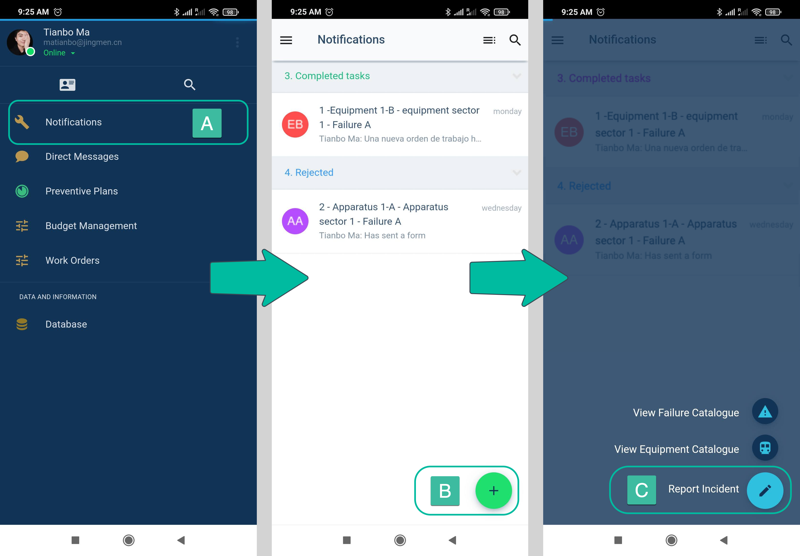 9:25 AM
98
Tianbo Ma
matianbo@jingmen.cn
Online
Notifications
A
Direct Messages
Preventive Plans
Budget Management
Work Orders
DATA AND INFORMATION
Database
9:25 AM
98
Notifications
3. Completed tasks
EB
1 -Equipment 1-B - equipment sector
1 - Failure A
monday
Tianbo Ma: Una nueva orden de trabajo h...
4. Rejected
AA
2 - Apparatus 1-A - Apparatus
sector 1 - Failure A
wednesday
Tianbo Ma: Has sent a form
B
9:25 AM
98
Notifications
3. Completed tasks
EB
1 -Equipment 1-B - equipment
sector 1 - Failure A
monday
Tianbo Ma: Una nueva orden de tra...
4. Rejected
AA
2 - Apparatus 1-A - Apparatus
sector 1 - Failure A
wednesday
Tianbo Ma: Has sent a form
View Failure Catalogue
View Equipment Catalogue
C
Report Incident